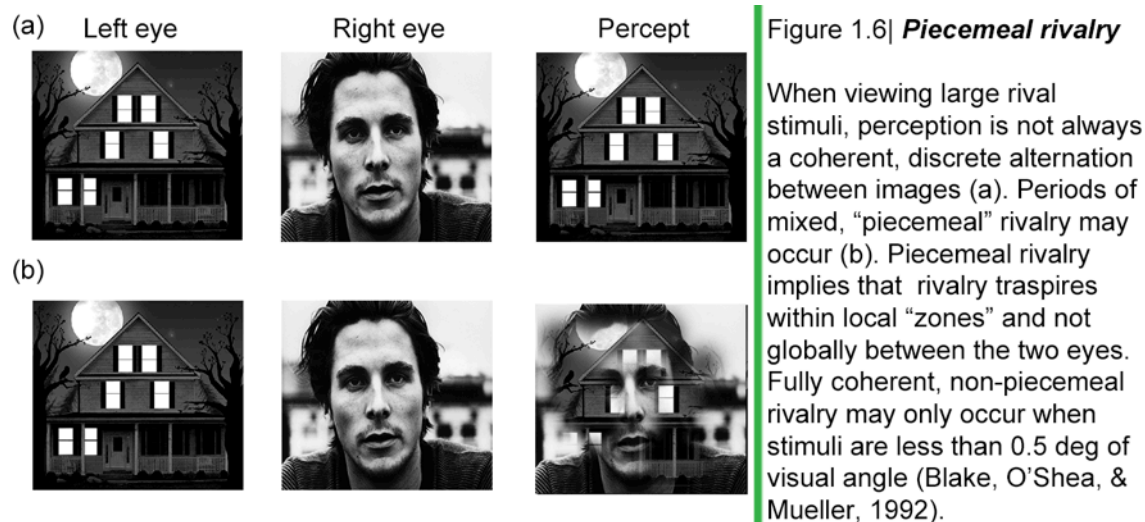 (a)
Left eye
Right eye
Percept
(b)
Figure 1.6| Piecemeal rivalry
When viewing large rival
stimuli, perception is not always
a coherent, discrete alternation
between images (a). Periods of
mixed, “piecemeal” rivalry may
occur (b). Piecemeal rivalry
implies that rivalry traspires
within local “zones” and not
globally between the two eyes.
Fully coherent, non-piecemeal
rivalry may only occur when
stimuli are less than 0.5 deg of
visual angle (Blake, O’Shea, &
Mueller, 1992).